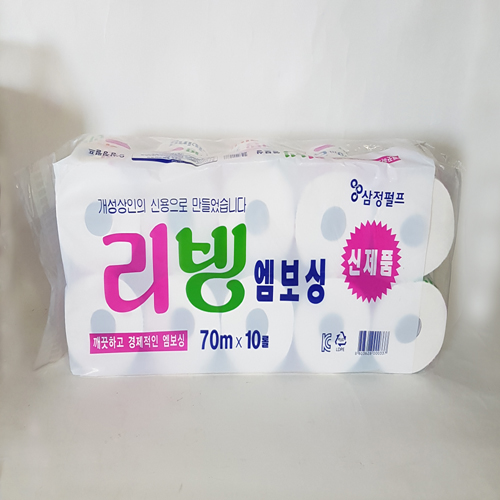 개성상인의 신용으로 만들었습니다
삼정펄프
리빙 엠보싱
신제품
깨끗하고 경제적인 엠보싱
70m x 10롤
LDPE